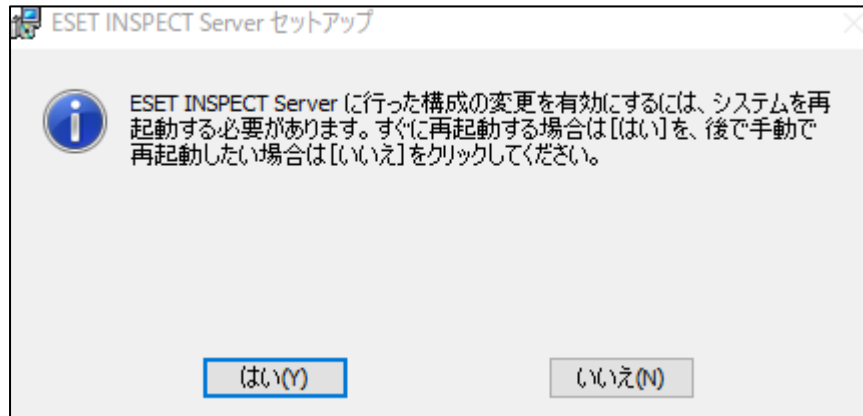 ESET INSPECT Server セットアップ
ESET INSPECT Server に行った構成の変更を有効にするには、システムを再
起動する必要があります。すぐに再起動する場合は[はい]を、後で手動で
再起動したい場合は[いいえ]をクリックしてください。
はい(Y)
いいえ(N)